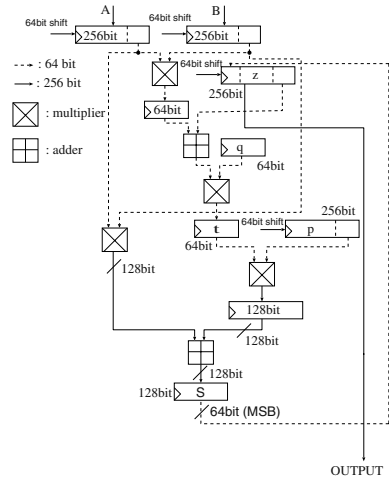 A
B
64bit shift
256bit
64bit shift
256bit
: 64 bit
: 256 bit
: multiplier
: adder
64bit shift
z
256bit
64bit
q
64bit
t
64bit
64bit shift
256bit
p
128bit
128bit
128bit
128bit
128bit
S
64bit (MSB)
OUTPUT